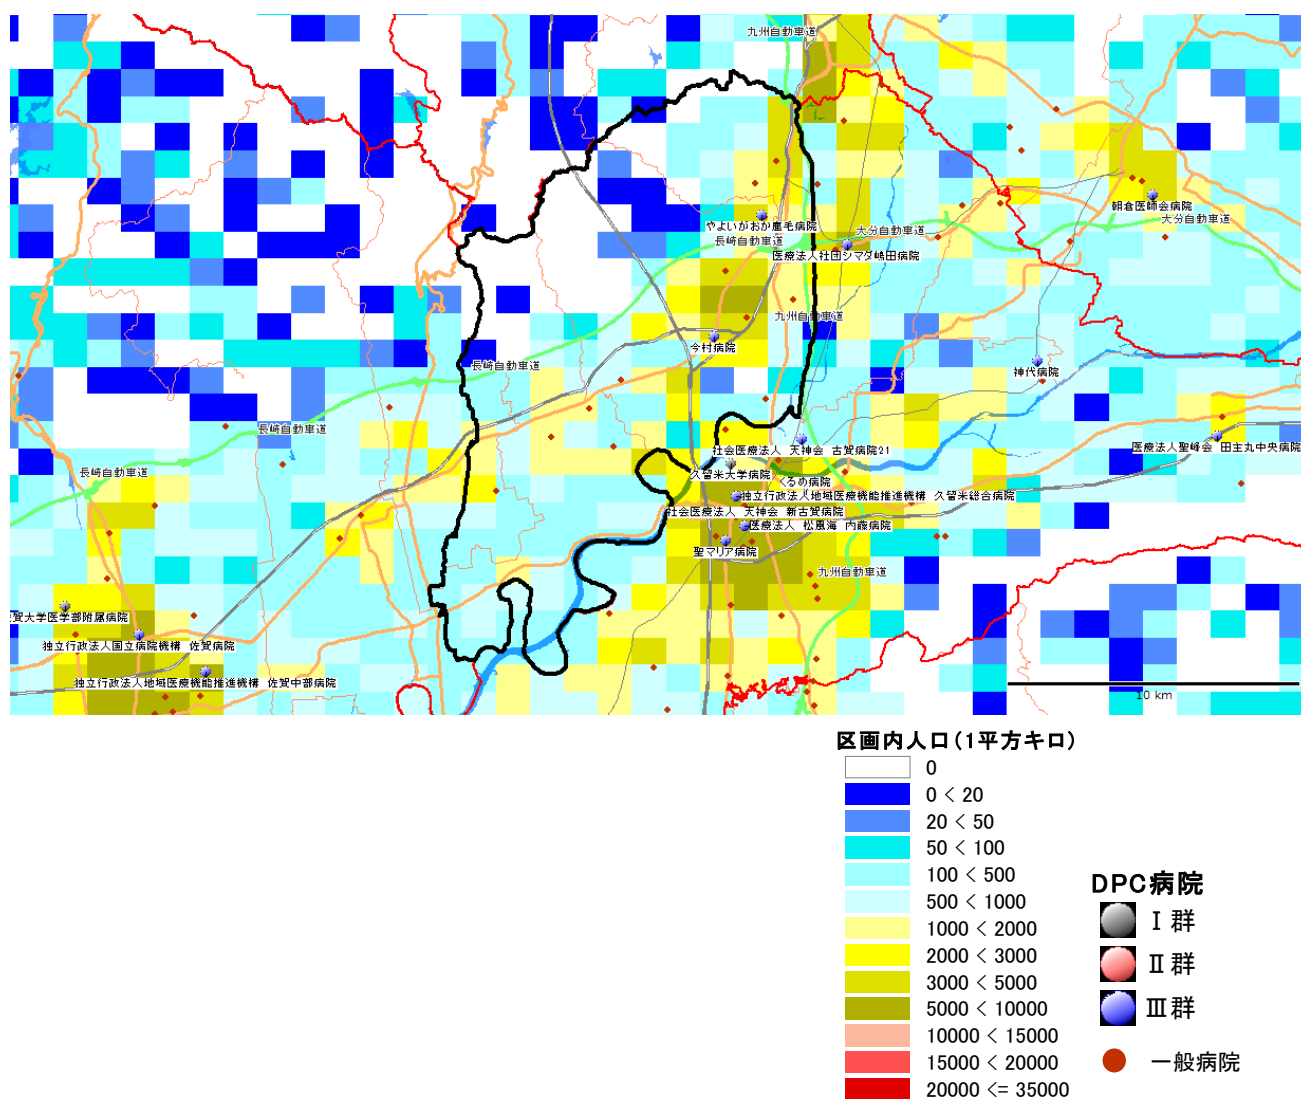 九州自動車道
朝倉医師会病院
大分自動車道
やよいがおか鹿毛病院
大分自動車道
長崎自動車道
医療法人社団シマダ嶋田病院
九州自動車道
今村病院
長崎自動車道
神代病院
長崎自動車道
社会医療法人 天神会 古賀病院21
医療法人聖峰会 田主丸中央病院
長崎自動車道
久留米大学病院
くるめ病院
独立行政法人地域医療機能推進機構 久留米総合病院
社会医療法人 天神会 新古賀病院
医療法人 松風海 内藤病院
聖マリア病院
九州自動車道
賀大学医学部附属病院
独立行政法人国立病院機構 佐賀病院
独立行政法人地域医療機能推進機構 佐賀中部病院
10 km
区画内人口(1平方キロ)
0
0 < 20
20 < 50
50 < 100
100 < 500
500 < 1000
1000 < 2000
2000 < 3000
3000 < 5000
5000 < 10000
10000 < 15000
15000 < 20000
20000 <= 35000
DPC病院
Ⅰ群
Ⅱ群
Ⅲ群
一般病院